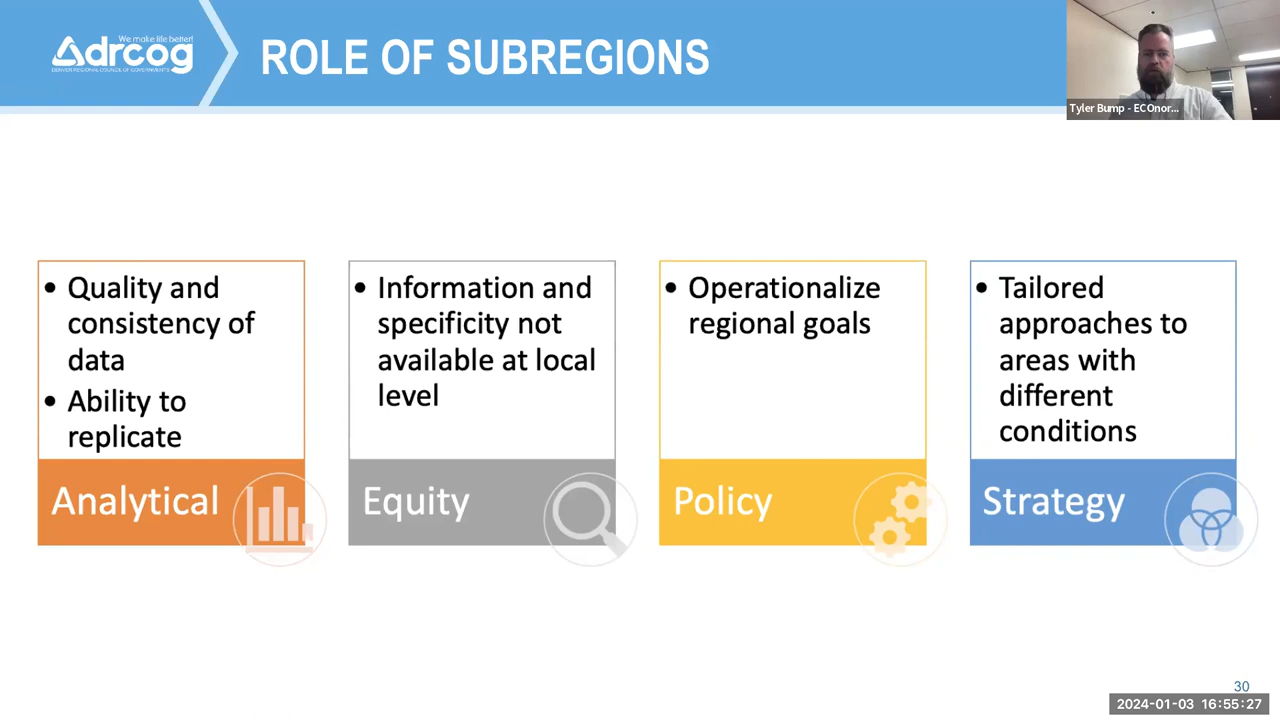 We make life better!
drcog
DENVER REGIONAL COUNCIL OF GOVERNMENTS
ROLE OF SUBREGIONS
Tyler Bump - ECOnor...
• Quality and
consistency of
data
• Ability to
replicate
Analytical
• Information and
specificity not
available at local
level
Equity
• Operationalize
regional goals
Policy
• Tailored
approaches to
areas with
different
conditions
Strategy
30
2024-01-03 16:55:27